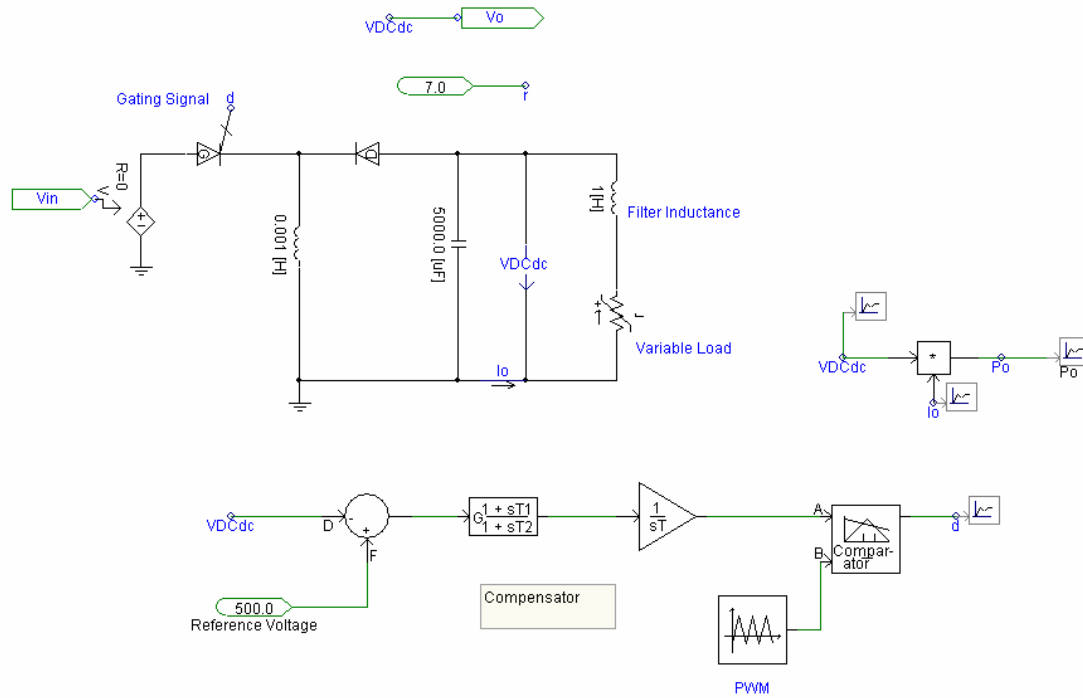 VDCdc
Vo
7.0
r
Gating Signal
d
G
D
R=0
V
Vin
+
-
0.001 [H]
5000.0 [uF]
VDCdc
1[H]
Filter Inductance
+
Variable Load
Io
VDCdc
*
Po
Po
Io
VDCdc
D
-
+
F
500.0
Reference Voltage
G 1 + sT1
1 + sT2
1
sT
Compensator
A
B
Compar-
ator
d
PWM